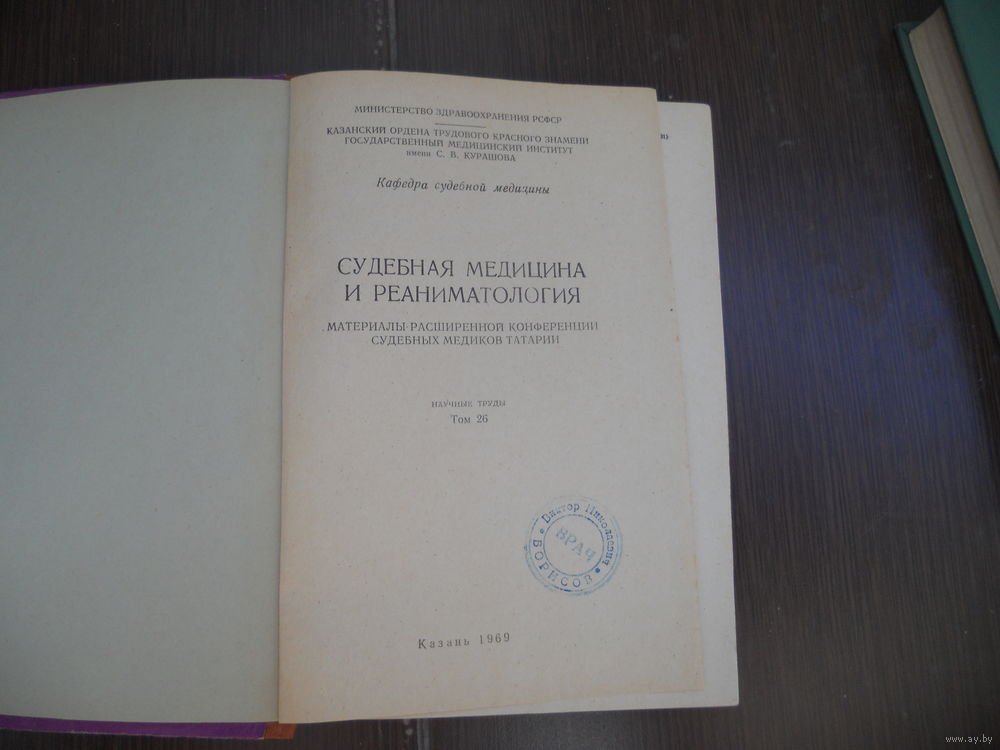 МИНИСТЕРСТВО ЗДРАВООХРАНЕНИЯ РСФСР
КАЗАНСКИЙ ОРДЕНА ТРУДОВОГО КРАСНОГО ЗНАМЕНИ
ГОСУДАРСТВЕННЫЙ МЕДИЦИНСКИЙ ИНСТИТУТ
имени С. В. КУРАШОВА
Кафедра судебной медицины
СУДЕБНАЯ МЕДИЦИНА
И РЕАНИМАТОЛОГИЯ
МАТЕРИАЛЫ РАСШИРЕННОЙ КОНФЕРЕНЦИИ
СУДЕБНЫХ МЕДИКОВ ТАТАРИИ
НАУЧНЫЕ ТРУДЫ
Том 26
Виктор Николаевич
ВРАЧ
БОРИСОВ
Казань 1969
www.ay.by